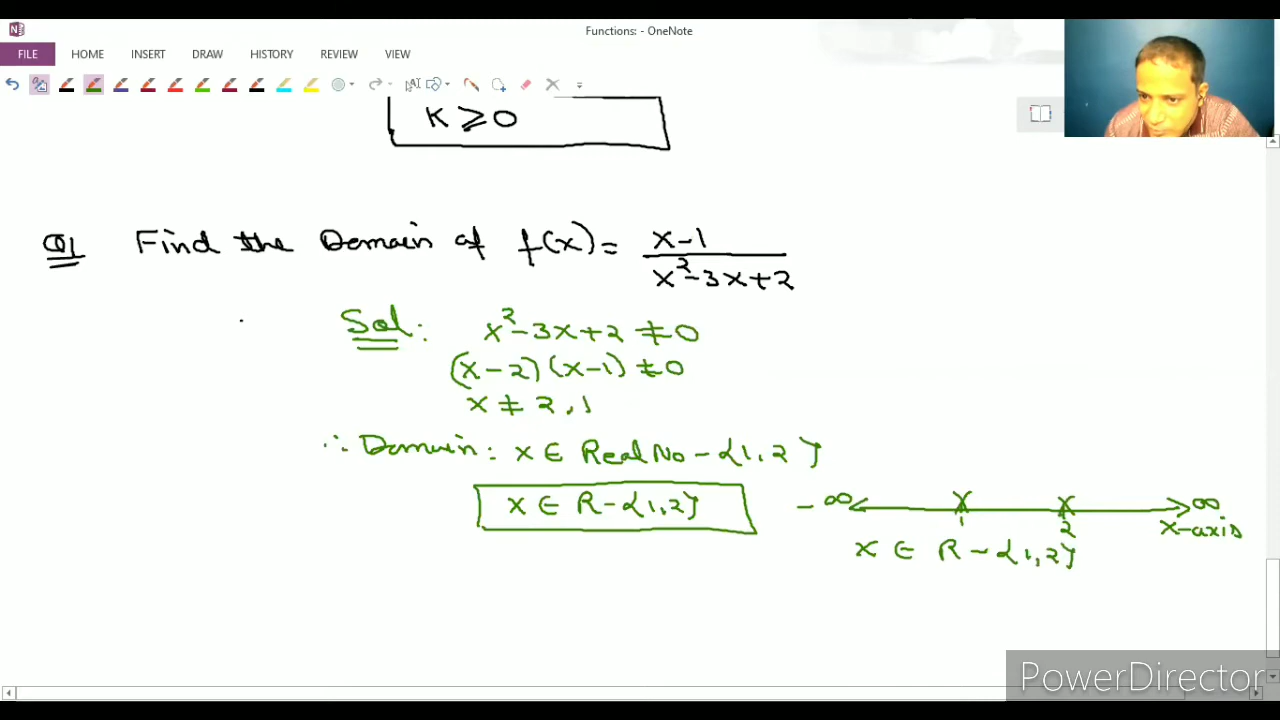 Functions: - OneNote
FILE HOME INSERT DRAW HISTORY REVIEW VIEW
K ⩾ 0
Q1 Find the Domain of f(x) = x-1 / x²-3x+2
Sol: x²-3x+2 ≠ 0
(x-2)(x-1) ≠ 0
x ≠ 2, 1
∴ Domain: x ∈ Real No - {1, 2}
x ∈ R - {1, 2}
-∞ 1 2 ∞
x-axis
x ∈ R - {1, 2}
PowerDirector